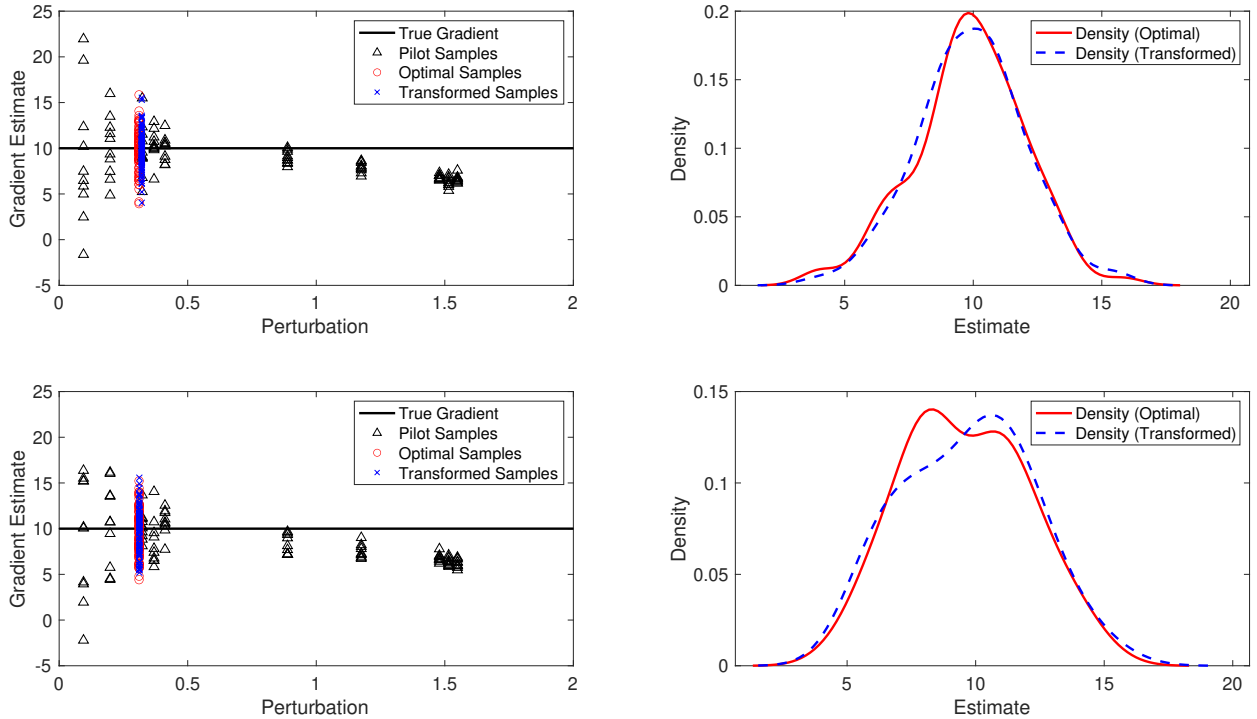 25
20
15
10
5
0
-5
Gradient Estimate
True Gradient
Pilot Samples
Optimal Samples
Transformed Samples
0 0.5 1 1.5 2
Perturbation
0.2
0.15
0.1
0.05
0
Density
Density (Optimal)
Density (Transformed)
5 10 15 20
Estimate
25
20
15
10
5
0
-5
Gradient Estimate
True Gradient
Pilot Samples
Optimal Samples
Transformed Samples
0 0.5 1 1.5 2
Perturbation
0.15
0.1
0.05
0
Density
Density (Optimal)
Density (Transformed)
5 10 15 20
Estimate